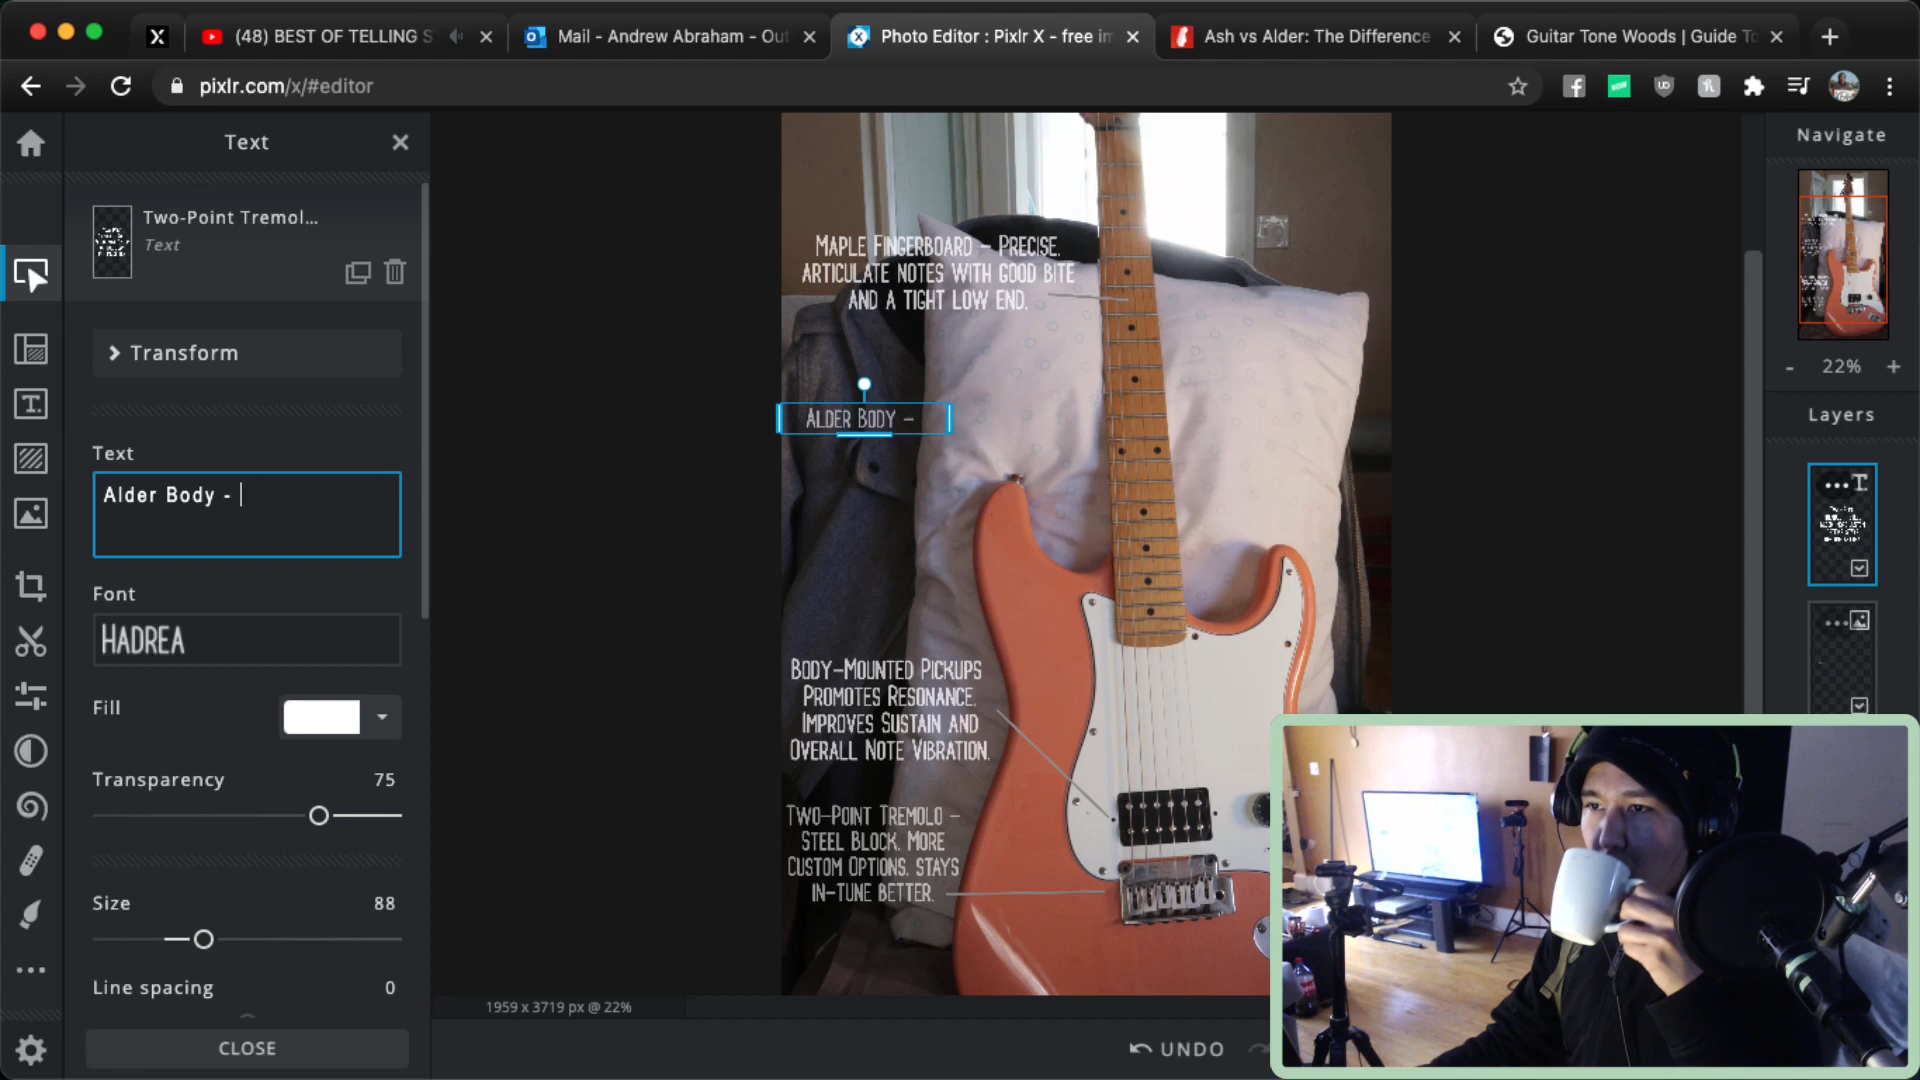 (48) BEST OF TELLING S
Mail - Andrew Abraham - Out
Photo Editor : Pixlr X - free im
Ash vs Alder: The Difference
Guitar Tone Woods | Guide To
pixlr.com/x/#editor
Text
Two-Point Tremol...
Text
Transform
Text
Alder Body -
Font
HADREA
Fill
Transparency 75
Size 88
Line spacing 0
CLOSE
MAPLE FINGERBOARD – PRECISE.
ARTICULATE NOTES WITH GOOD BITE
AND A TIGHT LOW END.
ALDER BODY –
BODY–MOUNTED PICKUPS
PROMOTES RESONANCE.
IMPROVES SUSTAIN AND
OVERALL NOTE VIBRATION.
TWO–POINT TREMOLO –
STEEL BLOCK. MORE
CUSTOM OPTIONS. STAYS
IN–TUNE BETTER.
1959 x 3719 px @ 22%
UNDO
Navigate
- 22% +
Layers